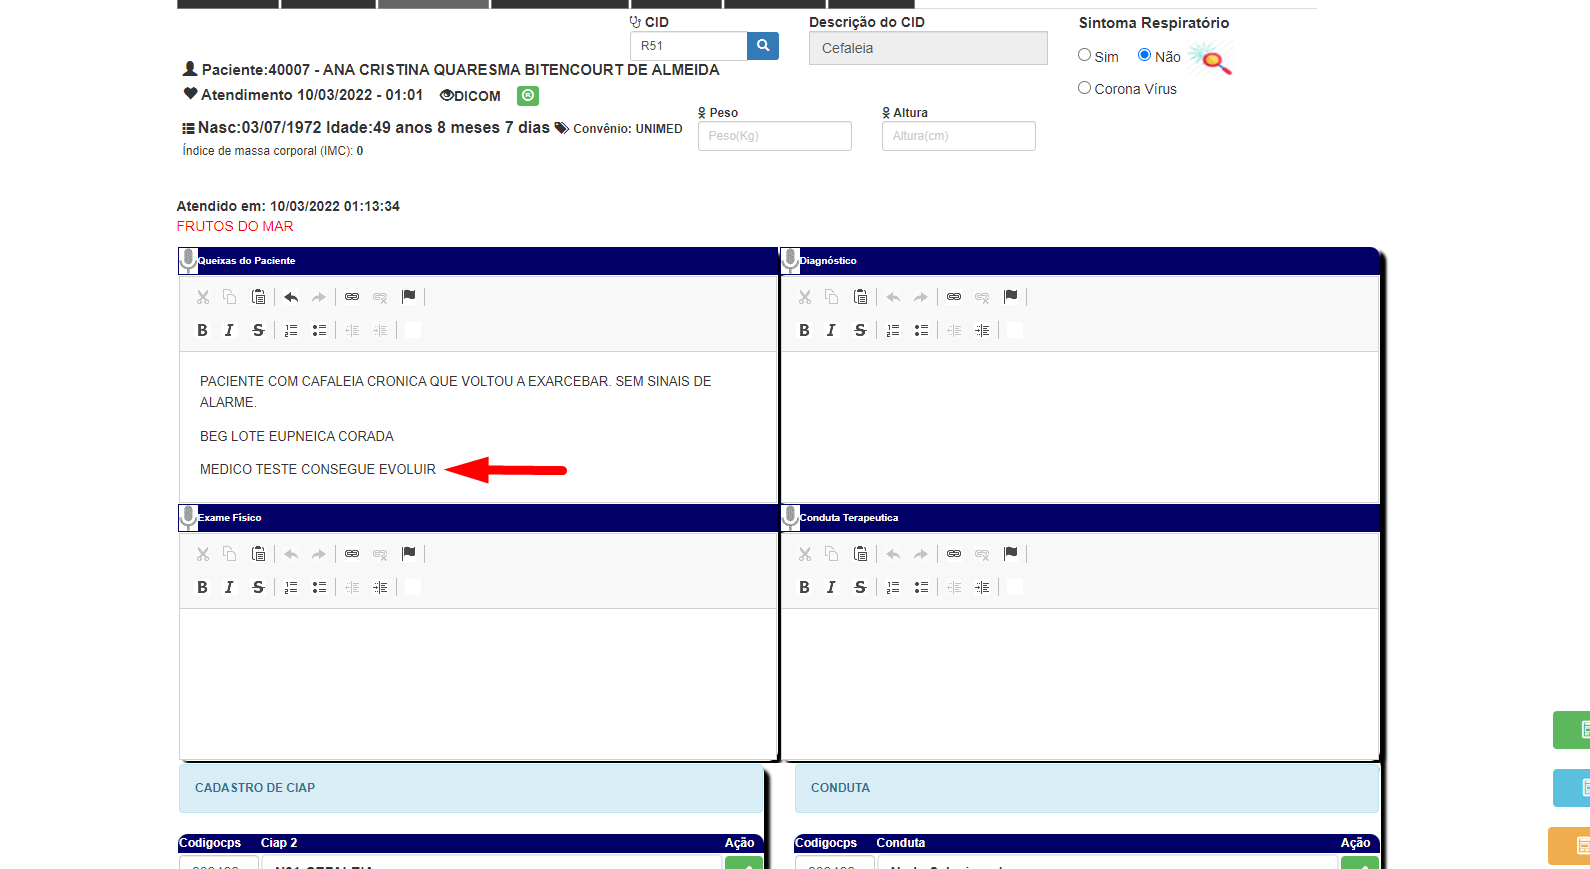 CID
Descrição do CID
Sintoma Respiratório
R51
Cefaleia
Sim
Não
Corona Vírus
Paciente:40007 - ANA CRISTINA QUARESMA BITENCOURT DE ALMEIDA
Atendimento 10/03/2022 - 01:01
DICOM
Peso
Altura
Nasc:03/07/1972 Idade:49 anos 8 meses 7 dias
Convênio: UNIMED
Peso(Kg)
Altura(cm)
Índice de massa corporal (IMC): 0
Atendido em: 10/03/2022 01:13:34
FRUTOS DO MAR
Queixas do Paciente
Diagnóstico
PACIENTE COM CAFALEIA CRONICA QUE VOLTOU A EXARCEBAR. SEM SINAIS DE
ALARME.
BEG LOTE EUPNEICA CORADA
MEDICO TESTE CONSEGUE EVOLUIR
Exame Físico
Conduta Terapeutica
CADASTRO DE CIAP
CONDUTA
Codigocps
Ciap 2
Ação
Codigocps
Conduta
Ação